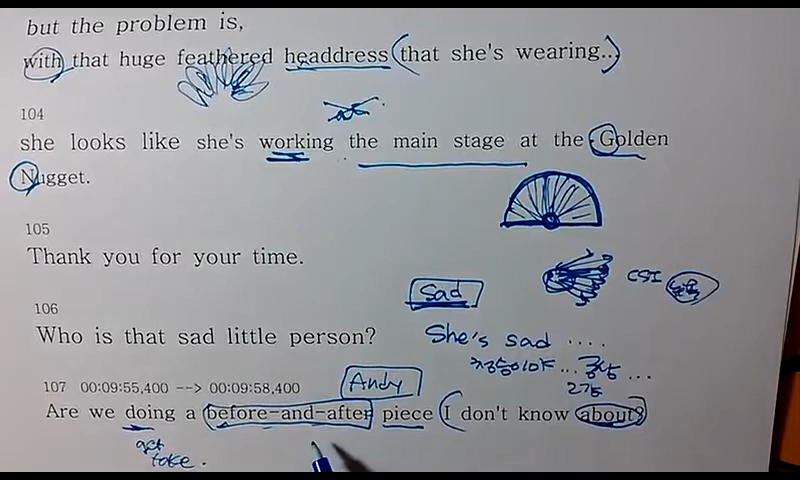 but the problem is,
with that huge feathered headdress (that she's wearing..)
104
she looks like she's working the main stage at the Golden
Nugget.
105
Thank you for your time.
CSI
106
Sad
Who is that sad little person?
She's sad ....
107 00:09:55,400 --> 00:09:58,400
Andy
Are we doing a before-and-after piece (I don't know about?)
get
take.